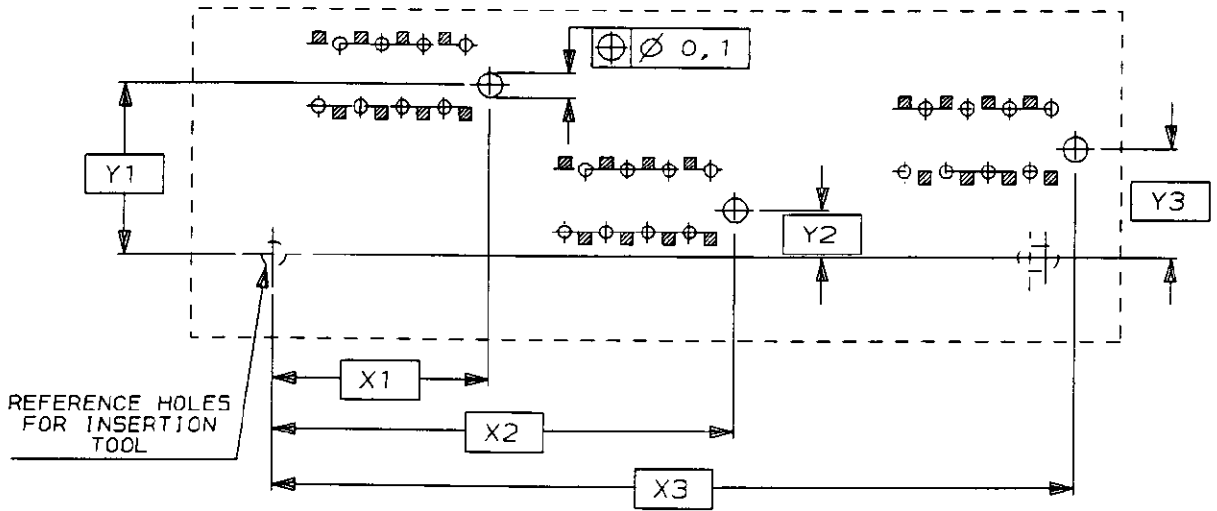 ⌖ Ø 0,1
Y1
Y2
Y3
X1
X2
X3
REFERENCE HOLES
FOR INSERTION
TOOL